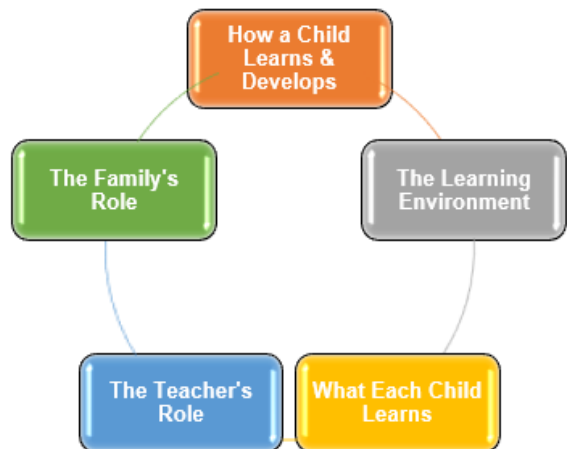 How a Child
Learns &
Develops
The Family's
Role
The Learning
Environment
The Teacher's
Role
What Each Child
Learns